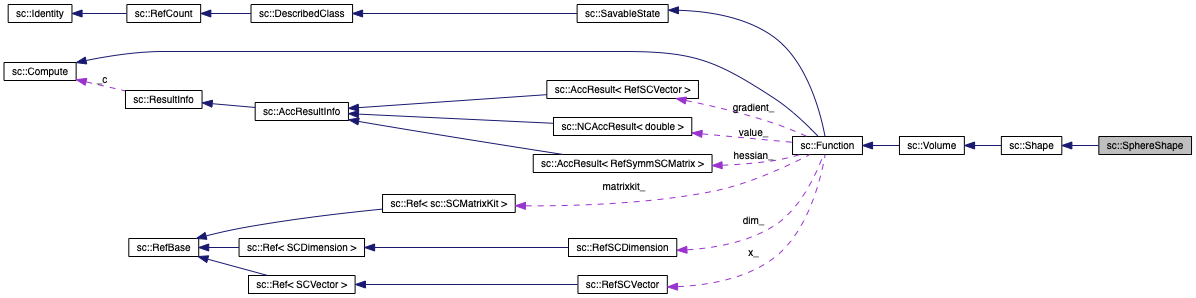 sc::Identity
sc::RefCount
sc::DescribedClass
sc::SavableState
sc::Compute
_c
sc::ResultInfo
sc::AccResultInfo
sc::AccResult< RefSCVector >
gradient_
sc::NCAccResult< double >
value_
sc::AccResult< RefSymmSCMatrix >
hessian_
sc::Function
sc::Volume
sc::Shape
sc::SphereShape
sc::Ref< sc::SCMatrixKit >
matrixkit_
sc::RefBase
sc::Ref< SCDimension >
sc::RefSCDimension
dim_
sc::Ref< SCVector >
sc::RefSCVector
x_